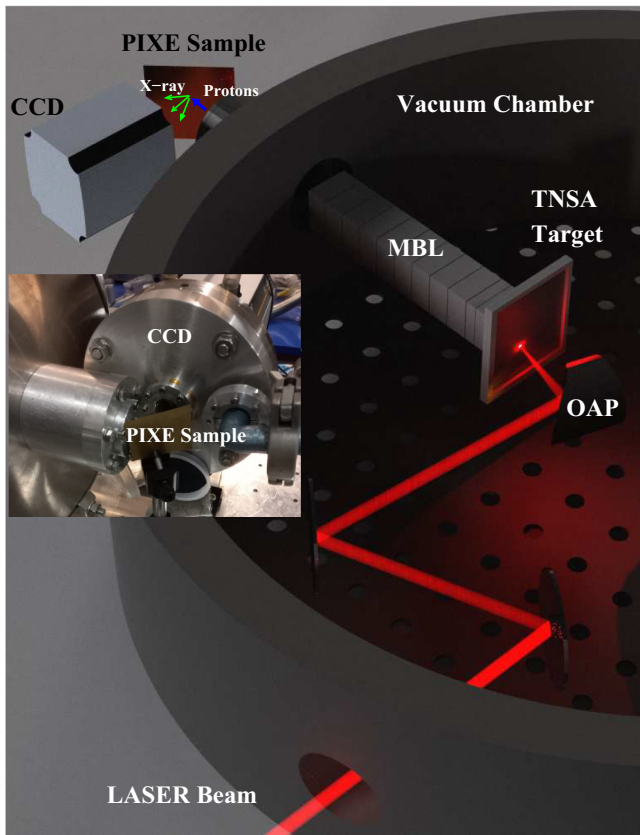 PIXE Sample
X-ray
Protons
CCD
Vacuum Chamber
TNSA
Target
MBL
CCD
OAP
PIXE Sample
LASER Beam